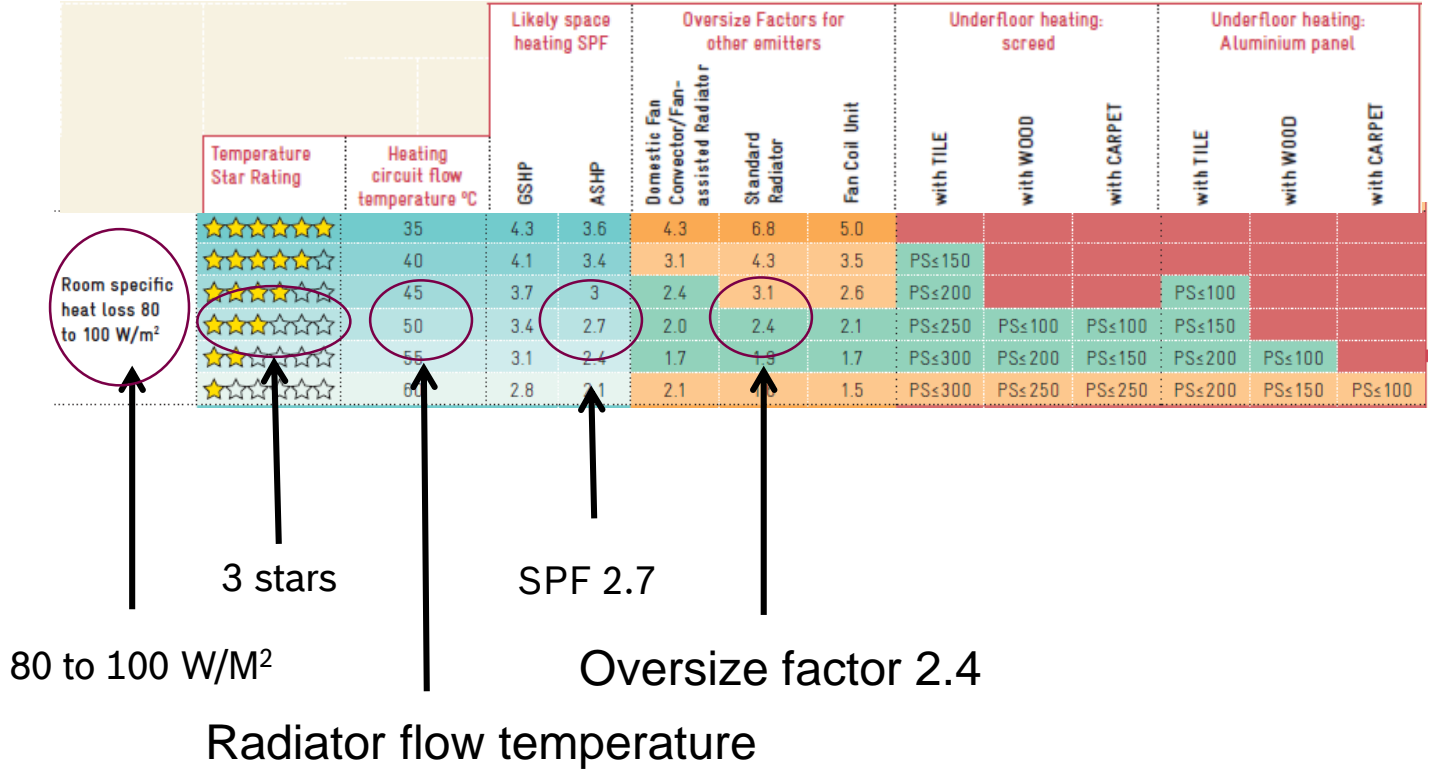 Likely space
heating SPF
Oversize Factors for
other emitters
Underfloor heating:
screed
Underfloor heating:
Aluminium panel
Temperature
Star Rating
Heating
circuit flow
temperature ºC
GSHP
ASHP
Domestic Fan
Convector/Fan-
assisted Radiator
Standard
Radiator
Fan Coil Unit
with TILE
with WOOD
with CARPET
with TILE
with WOOD
with CARPET
Room specific
heat loss 80
to 100 W/m²
35 4.3 3.6 4.3 6.8 5.0
40 4.1 3.4 3.1 4.3 3.5 PS≤150
45 3.7 3 2.4 3.1 2.6 PS≤200 PS≤100
50 3.4 2.7 2.0 2.4 2.1 PS≤250 PS≤100 PS≤100 PS≤150
55 3.1 2.4 1.7 1.7 PS≤300 PS≤200 PS≤150 PS≤200 PS≤100
2.8 2.1 2.1 1.5 PS≤300 PS≤250 PS≤250 PS≤200 PS≤150 PS≤100
3 stars
SPF 2.7
80 to 100 W/M²
Oversize factor 2.4
Radiator flow temperature